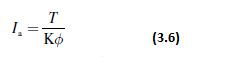 Iₐ = T / Kϕ (3.6)